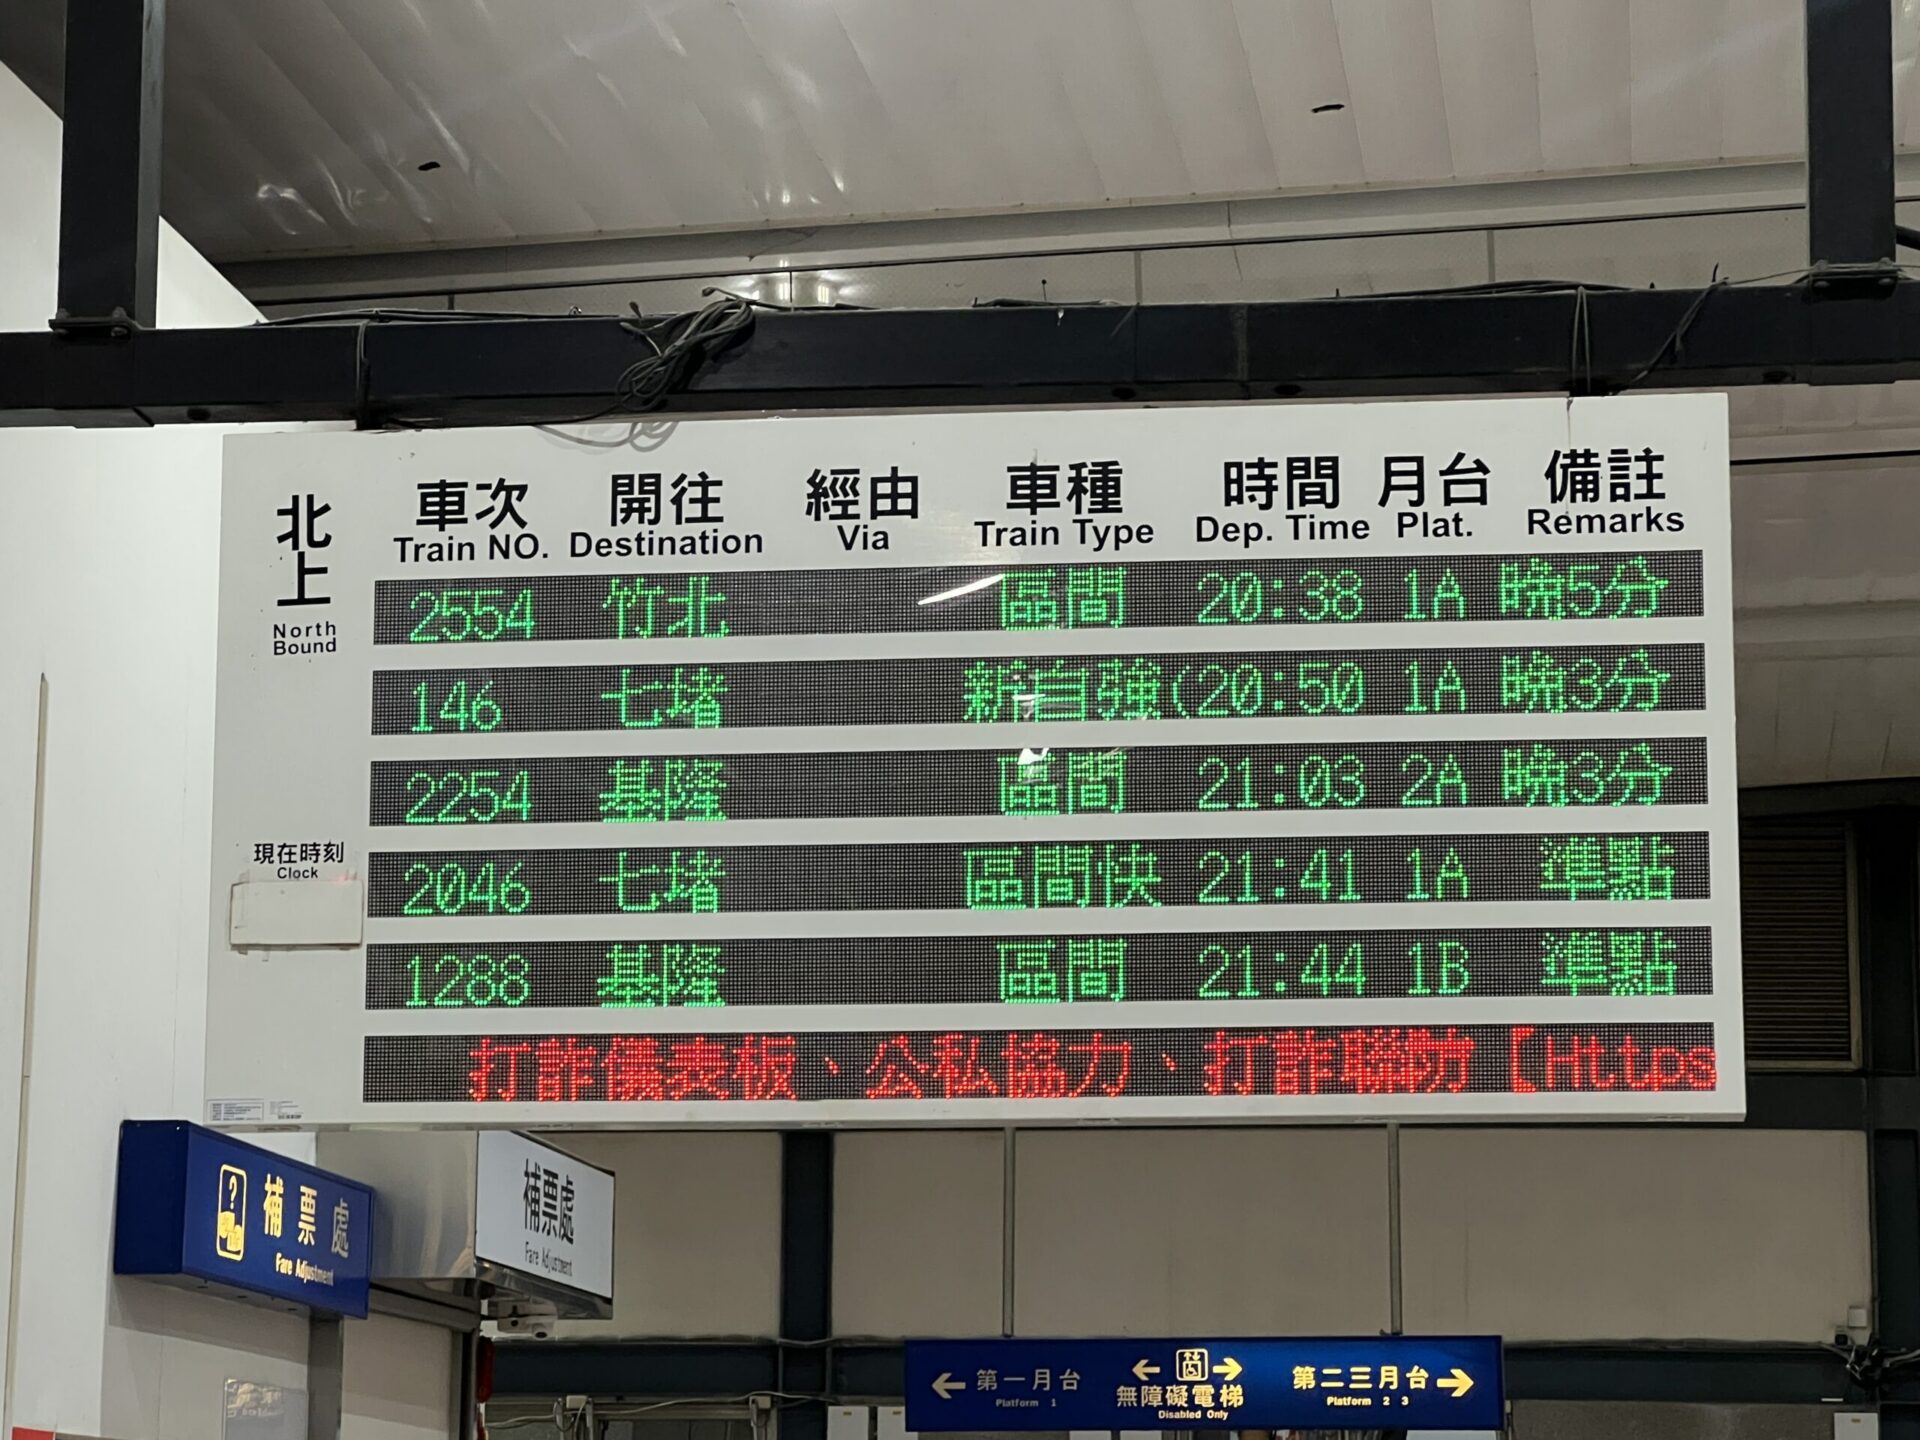 北上 North Bound
車次 開往 經由 車種 時間 月台 備註
Train NO. Destination Via Train Type Dep. Time Plat. Remarks
2554 竹北 區間 20:38 1A 晚5分
146 七堵 新自強( 20:50 1A 晚3分
2254 基隆 區間 21:03 2A 晚3分
現在時刻
Clock
2046 七堵 區間快 21:41 1A 準點
1288 基隆 區間 21:44 1B 準點
打詐儀表板、公私協力、打詐聯防【Https
補票處
Fare Adjustment
補票處
Fare Adjustment
← 第一月台 ← → 第二三月台 →
Platform 1 無障礙電梯 Platform 2 3
Disabled Only